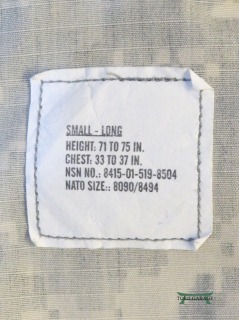 SMALL - LONG
HEIGHT: 71 TO 75 IN.
CHEST: 33 TO 37 IN.
NSN NO.: 8415-01-519-8504
NATO SIZE:: 8090/8494